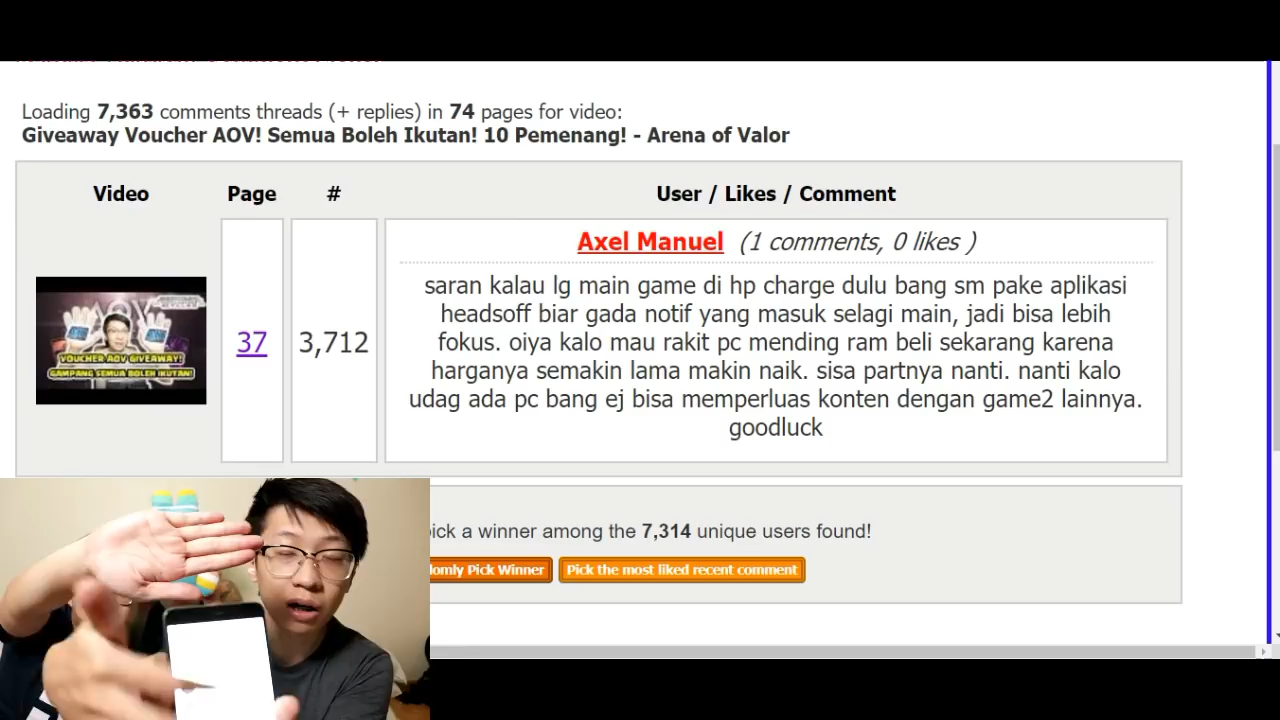 Loading 7,363 comments threads (+ replies) in 74 pages for video:
Giveaway Voucher AOV! Semua Boleh Ikutan! 10 Pemenang! - Arena of Valor
Video Page # User / Likes / Comment
Axel Manuel (1 comments, 0 likes )
saran kalau lg main game di hp charge dulu bang sm pake aplikasi
headsoff biar gada notif yang masuk selagi main, jadi bisa lebih
fokus. oiya kalo mau rakit pc mending ram beli sekarang karena
harganya semakin lama makin naik. sisa partnya nanti. nanti kalo
udag ada pc bang ej bisa memperluas konten dengan game2 lainnya.
goodluck
37 3,712
AOV
VOUCHER AOV GIVEAWAY!
GAMPANG SEMUA BOLEH IKUTAN!
pick a winner among the 7,314 unique users found!
Pick Winner Pick the most liked recent comment